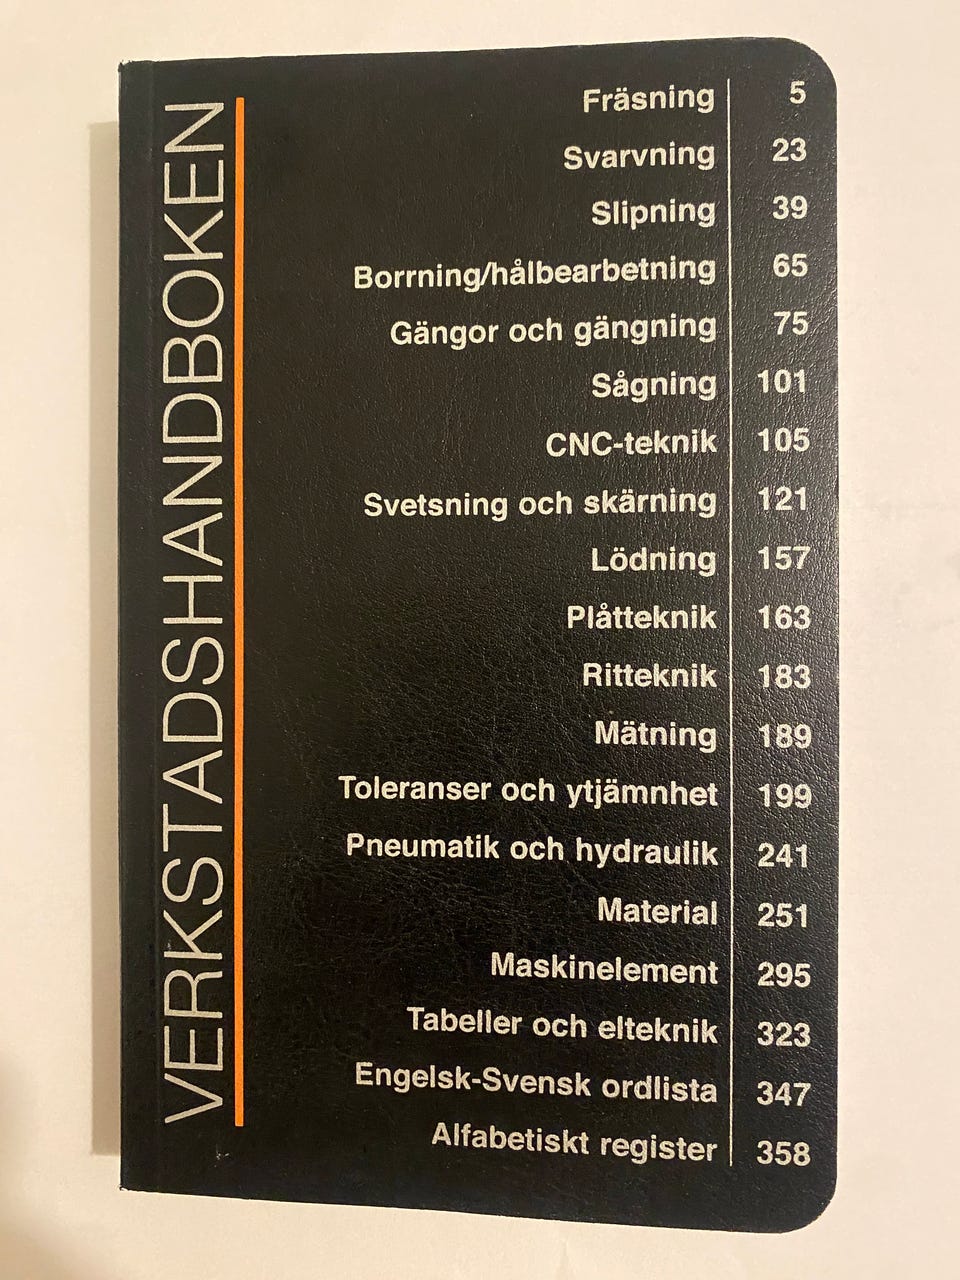 VERKSTADSHANDBOKEN
Fräsning 5
Svarvning 23
Slipning 39
Borrning/hålbearbetning 65
Gängor och gängning 75
Sågning 101
CNC-teknik 105
Svetsning och skärning 121
Lödning 157
Plåtteknik 163
Ritteknik 183
Mätning 189
Toleranser och ytjämnhet 199
Pneumatik och hydraulik 241
Material 251
Maskinelement 295
Tabeller och elteknik 323
Engelsk-Svensk ordlista 347
Alfabetiskt register 358